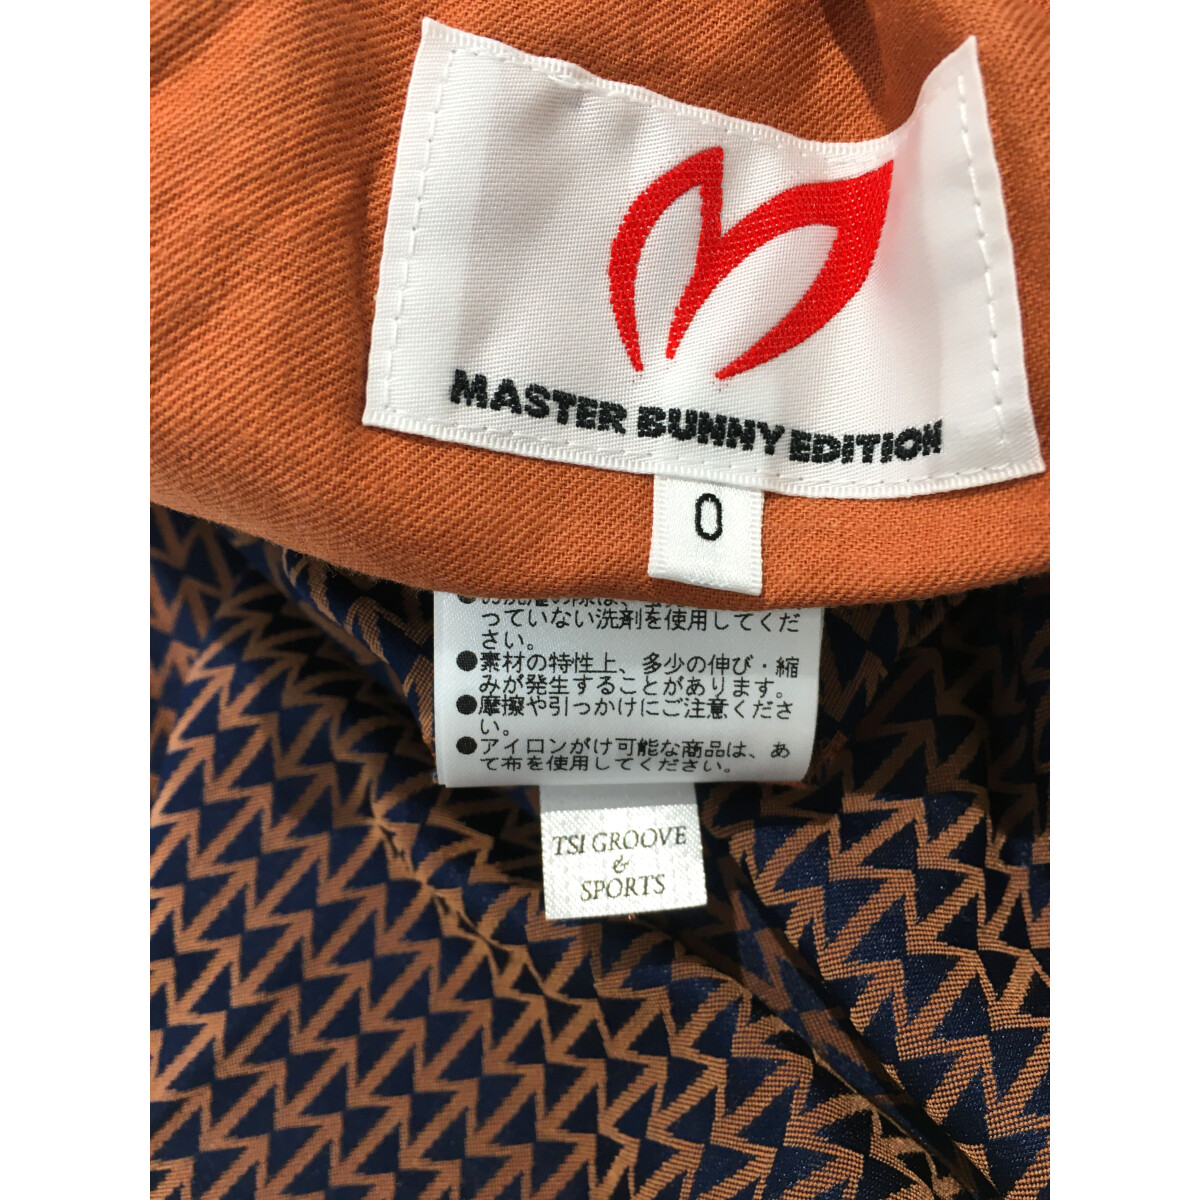 MASTER BUNNY EDITION
0
っていない洗剤を使用してくだ
さい。
●素材の特性上、多少の伸び・縮
みが発生することがあります。
●摩擦や引っかけにご注意くださ
い。
●アイロンがけ可能な商品は、あ
て布を使用してください。
TSI GROOVE
&
SPORTS